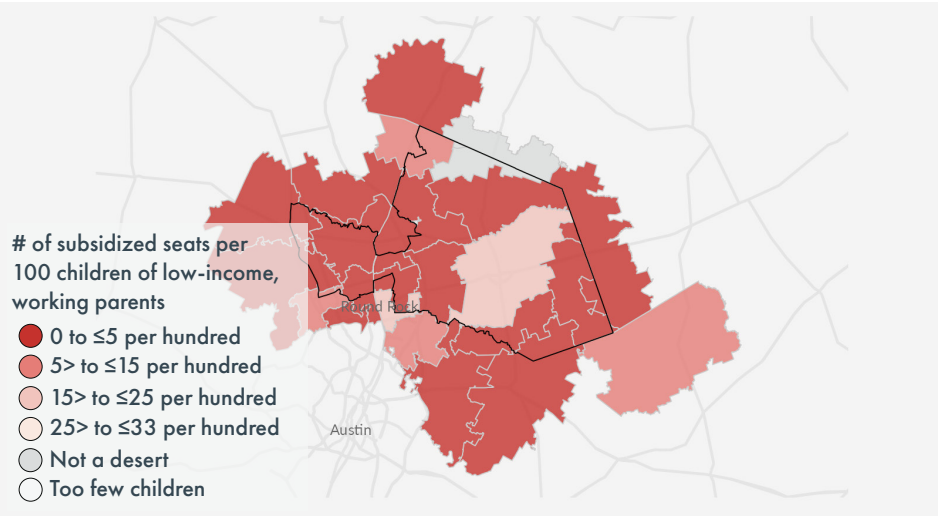 # of subsidized seats per
100 children of low-income,
working parents
0 to ≤5 per hundred
5> to ≤15 per hundred
15> to ≤25 per hundred
25> to ≤33 per hundred
Not a desert
Too few children
Round Rock
Austin